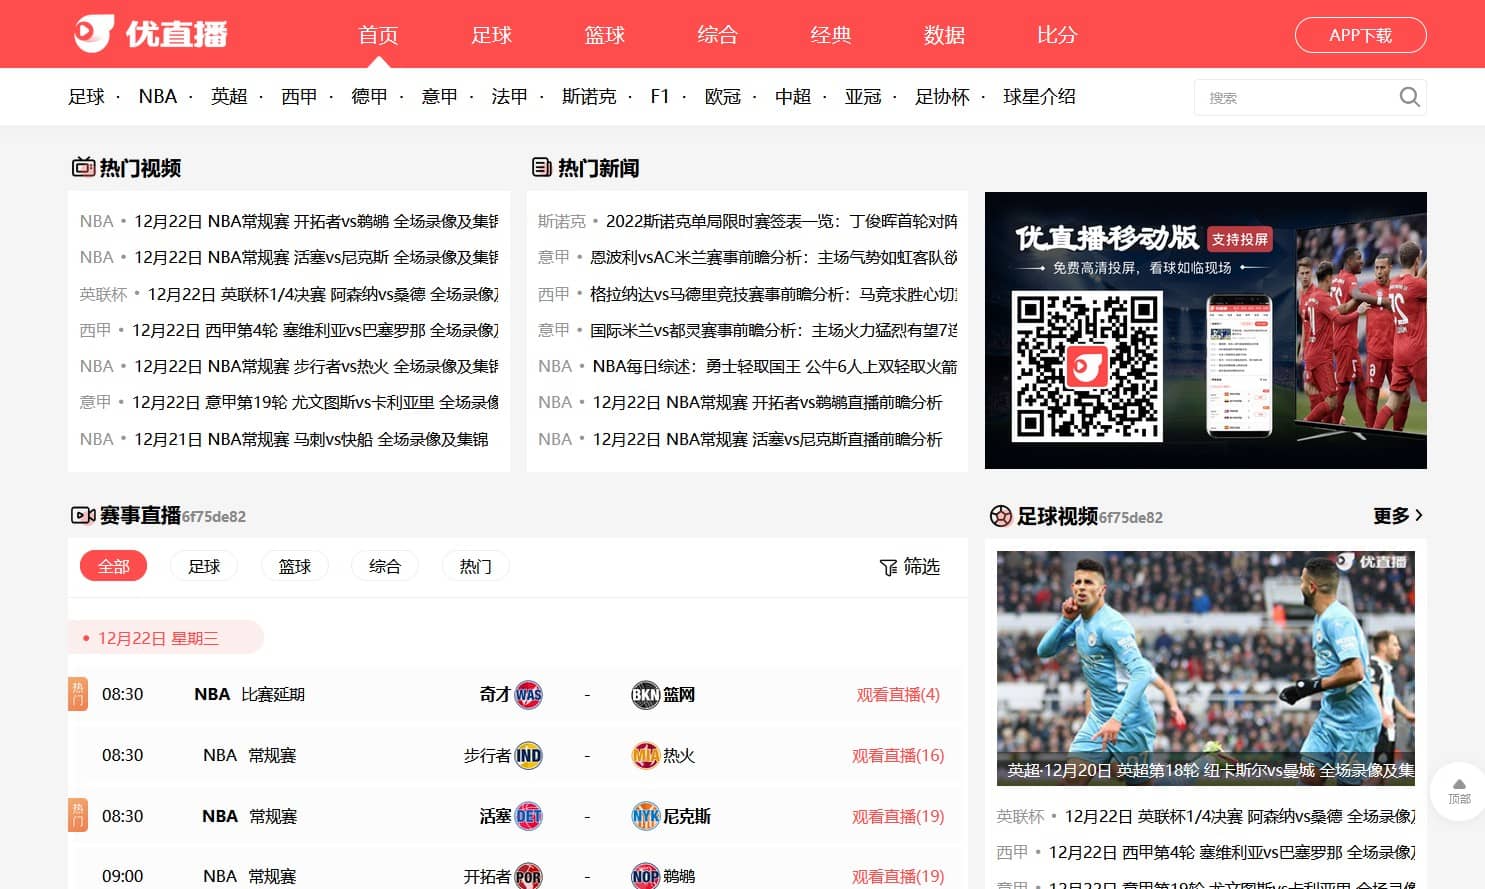 优直播
首页 足球 篮球 综合 经典 数据 比分
APP下载
足球 · NBA · 英超 · 西甲 · 德甲 · 意甲 · 法甲 · 斯诺克 · F1 · 欧冠 · 中超 · 亚冠 · 足协杯 · 球星介绍
搜索
热门视频
NBA • 12月22日 NBA常规赛 开拓者vs鹈鹕 全场录像及集锦
NBA • 12月22日 NBA常规赛 活塞vs尼克斯 全场录像及集锦
英联杯 • 12月22日 英联杯1/4决赛 阿森纳vs桑德 全场录像及
西甲 • 12月22日 西甲第4轮 塞维利亚vs巴塞罗那 全场录像及
NBA • 12月22日 NBA常规赛 步行者vs热火 全场录像及集锦
意甲 • 12月22日 意甲第19轮 尤文图斯vs卡利亚里 全场录像
NBA • 12月21日 NBA常规赛 马刺vs快船 全场录像及集锦
热门新闻
斯诺克 • 2022斯诺克单局限时赛签表一览：丁俊晖首轮对阵
意甲 • 恩波利vsAC米兰赛事前瞻分析：主场气势如虹客队欲
西甲 • 格拉纳达vs马德里竞技赛事前瞻分析：马竞求胜心切
意甲 • 国际米兰vs都灵赛事前瞻分析：主场火力猛烈有望7连
NBA • NBA每日综述：勇士轻取国王 公牛6人上双轻取火箭
NBA • 12月22日 NBA常规赛 开拓者vs鹈鹕直播前瞻分析
NBA • 12月22日 NBA常规赛 活塞vs尼克斯直播前瞻分析
优直播移动版 支持投屏
免费高清投屏，看球如临现场
赛事直播6f75de82
全部 足球 篮球 综合 热门
筛选
• 12月22日 星期三
热门 08:30 NBA 比赛延期 奇才 WAS - BKN 篮网 观看直播(4)
08:30 NBA 常规赛 步行者 IND - MIA 热火 观看直播(16)
热门 08:30 NBA 常规赛 活塞 DET - NYK 尼克斯 观看直播(19)
09:00 NBA 常规赛 开拓者 POR - NOP 鹈鹕 观看直播(19)
足球视频6f75de82
更多
优直播
英超·12月20日 英超第18轮 纽卡斯尔vs曼城 全场录像及集
英联杯 • 12月22日 英联杯1/4决赛 阿森纳vs桑德 全场录像及
西甲 • 12月22日 西甲第4轮 塞维利亚vs巴塞罗那 全场录像及
意甲 • 12月22日 意甲第19轮 尤文图斯vs卡利亚里 全场录像
顶部